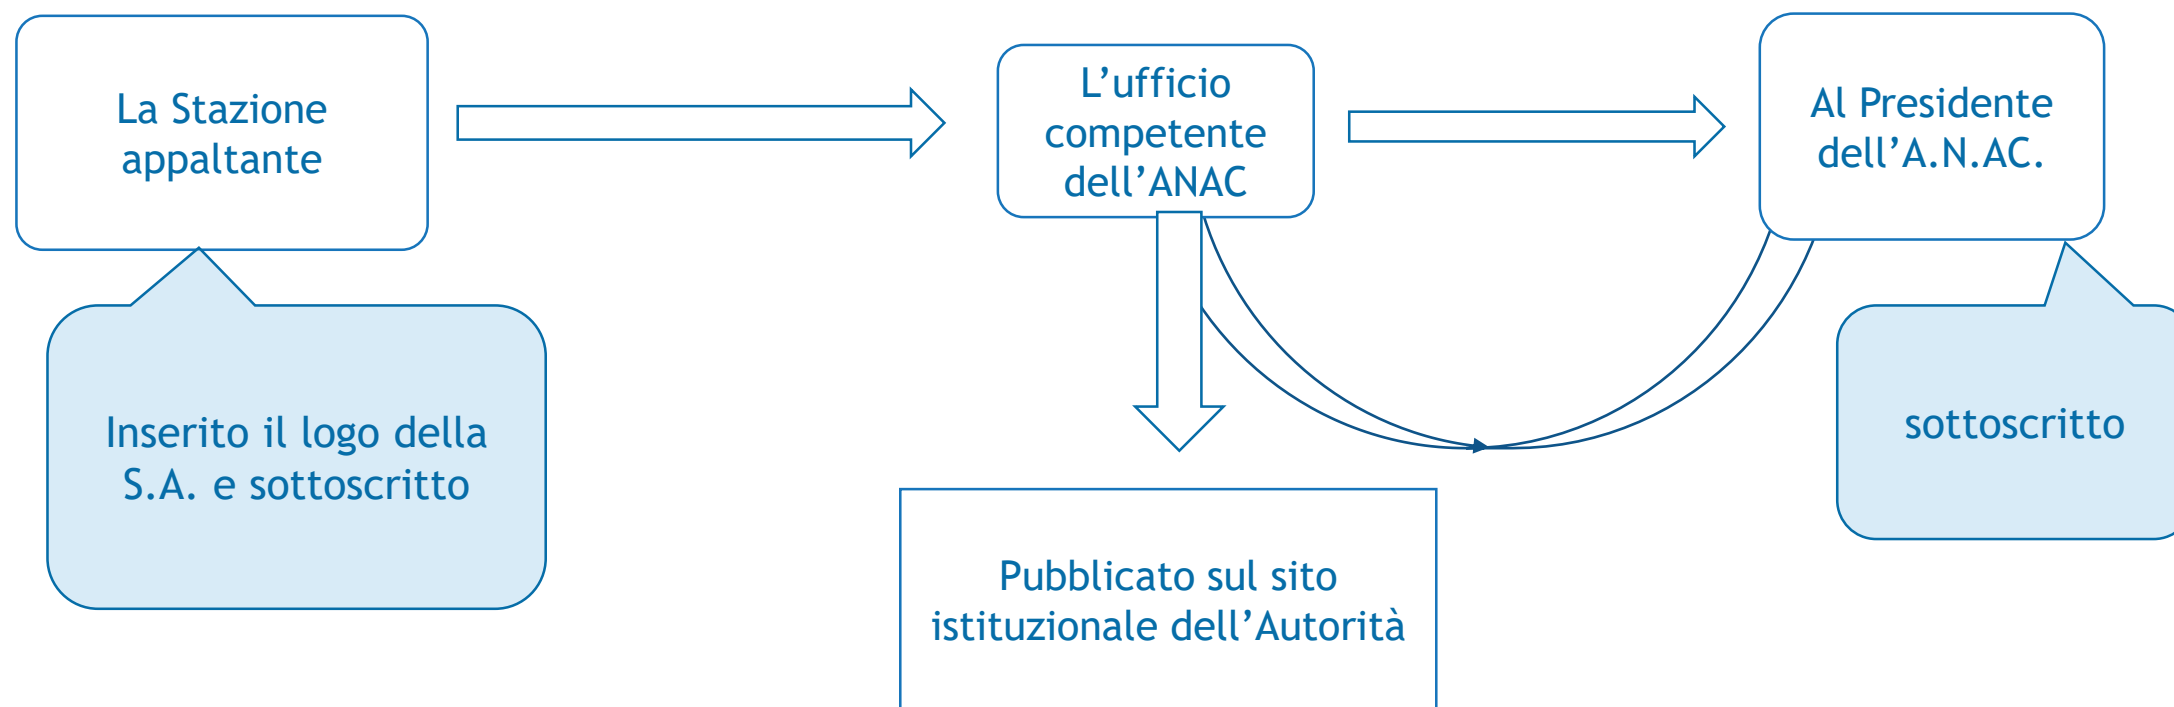 La Stazione
appaltante
L’ufficio
competente
dell’ANAC
Al Presidente
dell’A.N.AC.
Inserito il logo della
S.A. e sottoscritto
sottoscritto
Pubblicato sul sito
istituzionale dell’Autorità